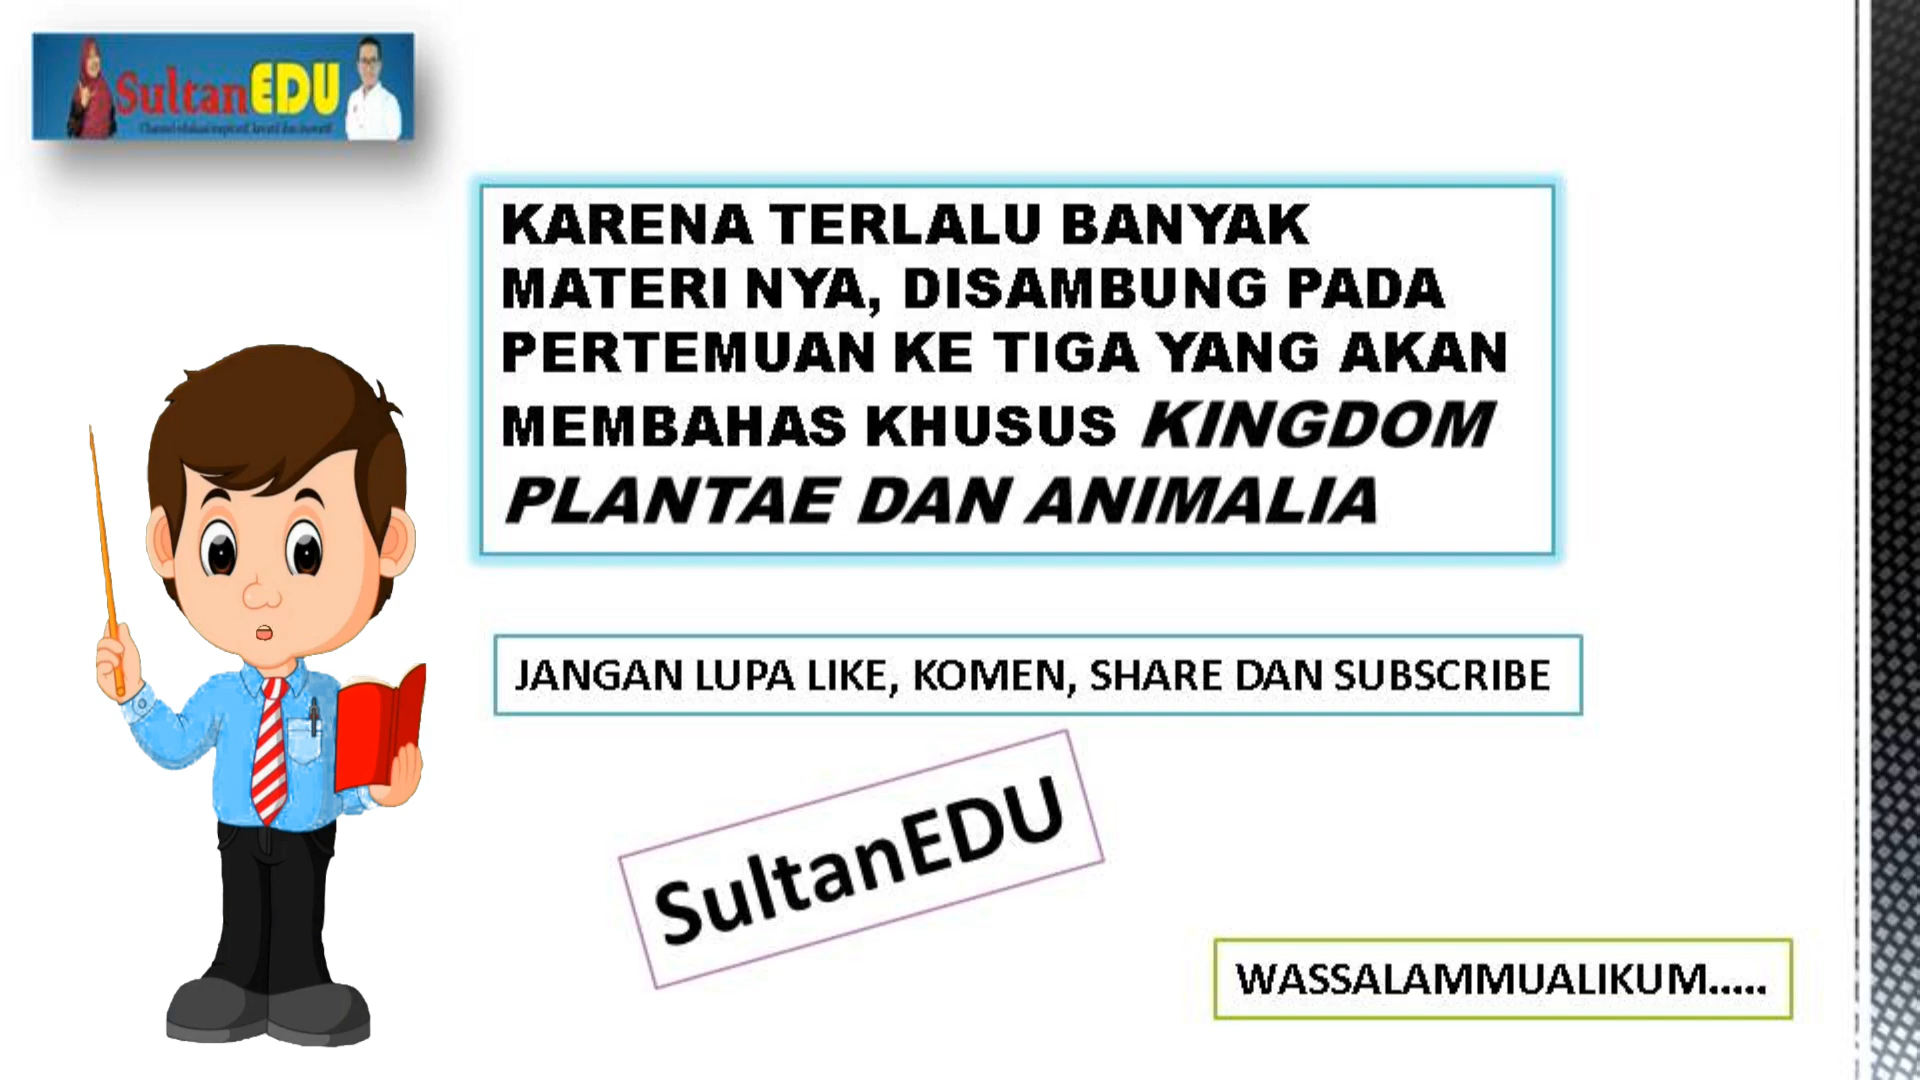 SultanEDU
KARENA TERLALU BANYAK
MATERI NYA, DISAMBUNG PADA
PERTEMUAN KE TIGA YANG AKAN
MEMBAHAS KHUSUS KINGDOM
PLANTAE DAN ANIMALIA
JANGAN LUPA LIKE, KOMEN, SHARE DAN SUBSCRIBE
SultanEDU
WASSALAMMUALIKUM.....